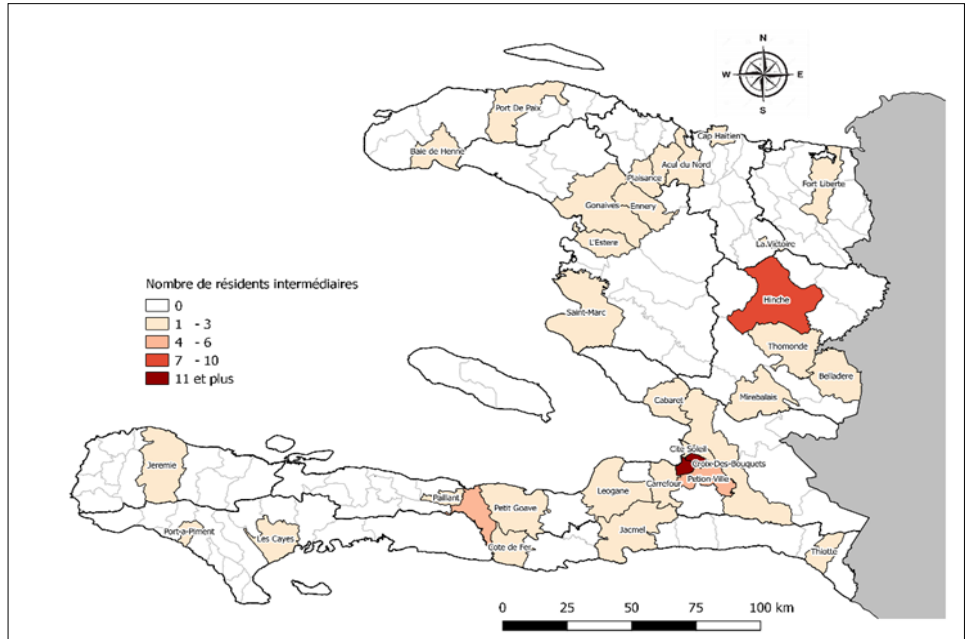 N
W E
S
Port De Paix
Baie de Henne
Cap Haitien
Acul du Nord
Plaisance
Fort Liberte
Gonaives
Ennery
L'Estere
La Victoire
Nombre de résidents intermédiaires
0
1 - 3
4 - 6
7 - 10
11 et plus
Hinche
Saint-Marc
Thomonde
Belladere
Mirebalais
Cabaret
Cite Soleil
Croix-Des-Bouquets
Petion-Ville
Jeremie
Carrefour
Leogane
Paillant
Petit Goave
Port-a-Piment
Les Cayes
Jacmel
Cote de Fer
Thiotte
0 25 50 75 100 km